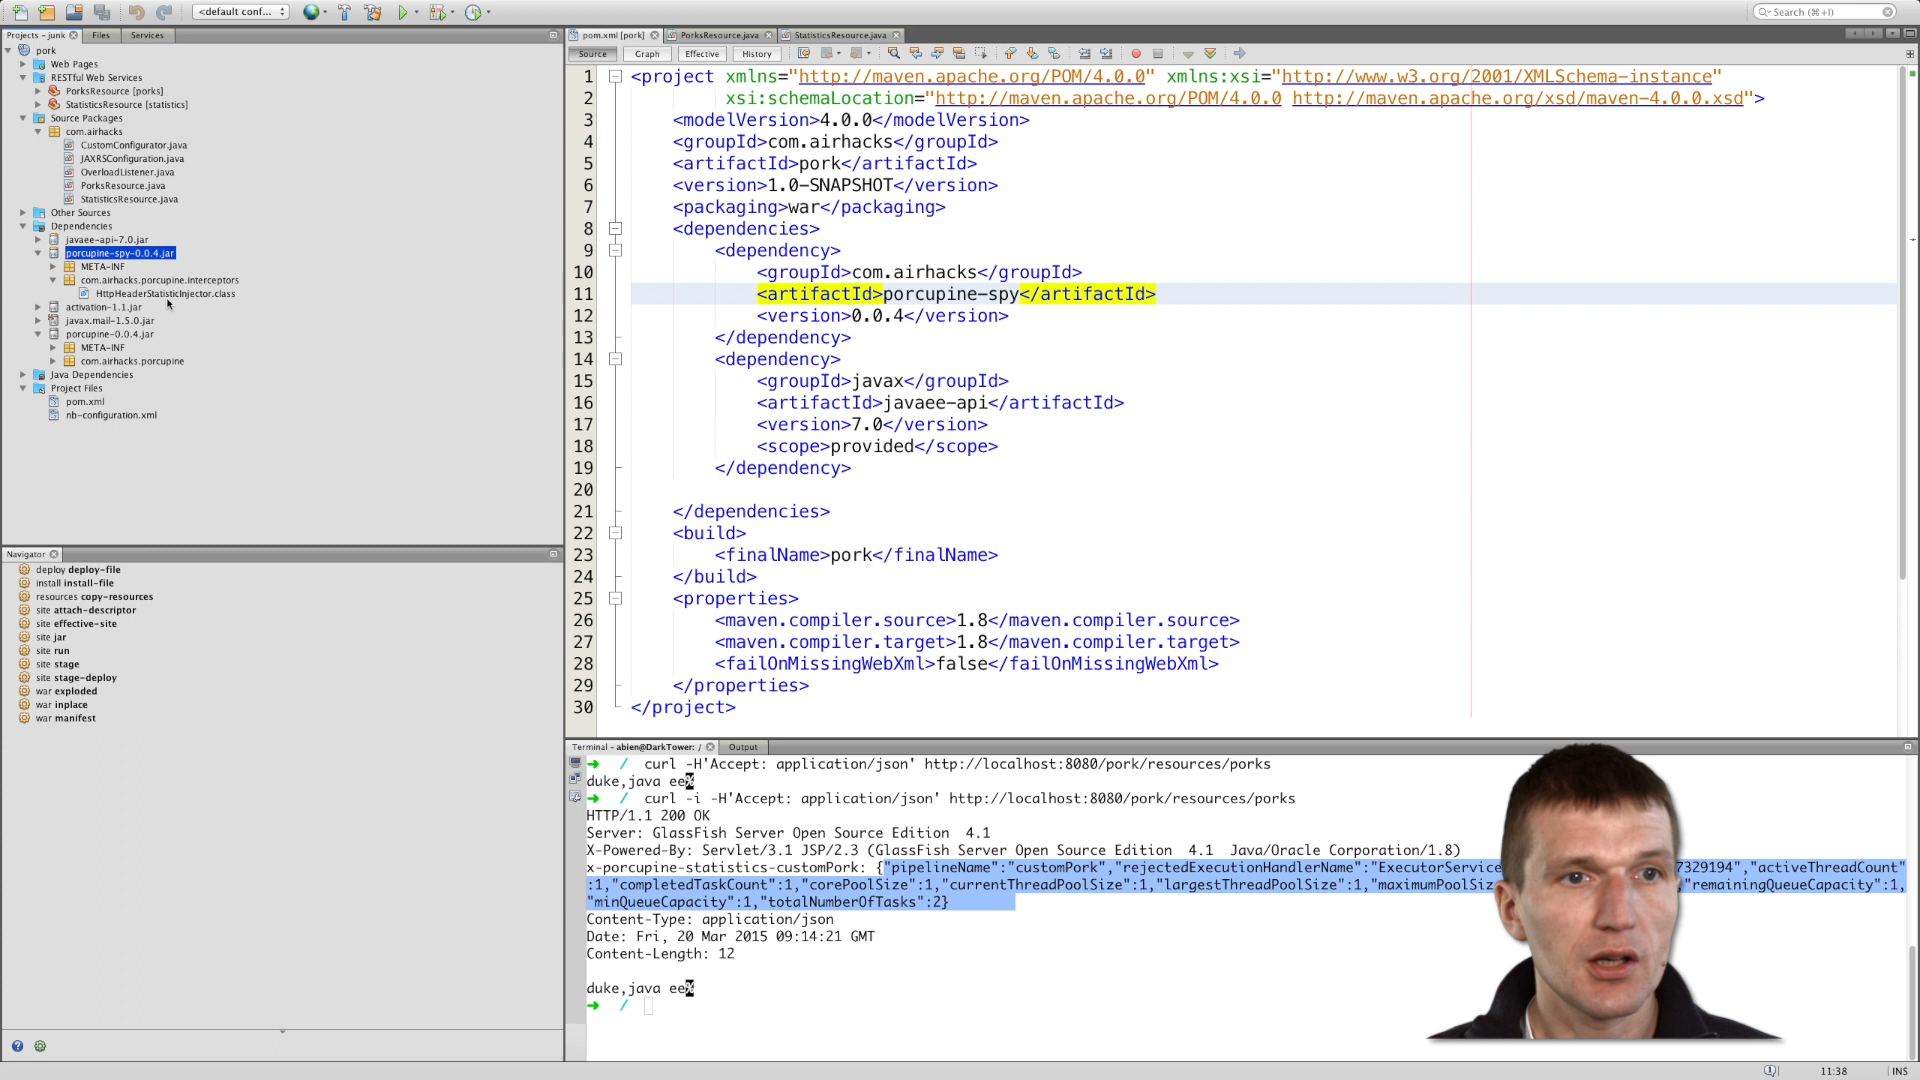 <default conf...
Search (⌘+I)
Projects – junk
Files
Services
pork
Web Pages
RESTful Web Services
PorksResource [porks]
StatisticsResource [statistics]
Source Packages
com.airhacks
CustomConfigurator.java
JAXRSConfiguration.java
OverloadListener.java
PorksResource.java
StatisticsResource.java
Other Sources
Dependencies
javaee-api-7.0.jar
porcupine-spy-0.0.4.jar
META-INF
com.airhacks.porcupine.interceptors
HttpHeaderStatisticInjector.class
activation-1.1.jar
javax.mail-1.5.0.jar
porcupine-0.0.4.jar
META-INF
com.airhacks.porcupine
Java Dependencies
Project Files
pom.xml
nb-configuration.xml
Navigator
deploy deploy-file
install install-file
resources copy-resources
site attach-descriptor
site effective-site
site jar
site run
site stage
site stage-deploy
war exploded
war inplace
war manifest
pom.xml [pork]
PorksResource.java
StatisticsResource.java
Source
Graph
Effective
History
1 <project xmlns="http://maven.apache.org/POM/4.0.0" xmlns:xsi="http://www.w3.org/2001/XMLSchema-instance"
2 xsi:schemaLocation="http://maven.apache.org/POM/4.0.0 http://maven.apache.org/xsd/maven-4.0.0.xsd">
3 <modelVersion>4.0.0</modelVersion>
4 <groupId>com.airhacks</groupId>
5 <artifactId>pork</artifactId>
6 <version>1.0-SNAPSHOT</version>
7 <packaging>war</packaging>
8 <dependencies>
9 <dependency>
10 <groupId>com.airhacks</groupId>
11 <artifactId>porcupine-spy</artifactId>
12 <version>0.0.4</version>
13 </dependency>
14 <dependency>
15 <groupId>javax</groupId>
16 <artifactId>javaee-api</artifactId>
17 <version>7.0</version>
18 <scope>provided</scope>
19 </dependency>
20
21 </dependencies>
22 <build>
23 <finalName>pork</finalName>
24 </build>
25 <properties>
26 <maven.compiler.source>1.8</maven.compiler.source>
27 <maven.compiler.target>1.8</maven.compiler.target>
28 <failOnMissingWebXml>false</failOnMissingWebXml>
29 </properties>
30 </project>
Terminal – abien@DarkTower: /
Output
➜ / curl -H'Accept: application/json' http://localhost:8080/pork/resources/porks
duke,java ee%
➜ / curl -i -H'Accept: application/json' http://localhost:8080/pork/resources/porks
HTTP/1.1 200 OK
Server: GlassFish Server Open Source Edition 4.1
X-Powered-By: Servlet/3.1 JSP/2.3 (GlassFish Server Open Source Edition 4.1 Java/Oracle Corporation/1.8)
x-porcupine-statistics-customPork: {"pipelineName":"customPork","rejectedExecutionHandlerName":"ExecutorService 7329194","activeThreadCount"
:1,"completedTaskCount":1,"corePoolSize":1,"currentThreadPoolSize":1,"largestThreadPoolSize":1,"maximumPoolSiz ,"remainingQueueCapacity":1,
"minQueueCapacity":1,"totalNumberOfTasks":2}
Content-Type: application/json
Date: Fri, 20 Mar 2015 09:14:21 GMT
Content-Length: 12
duke,java ee%
➜ /
11:38
INS